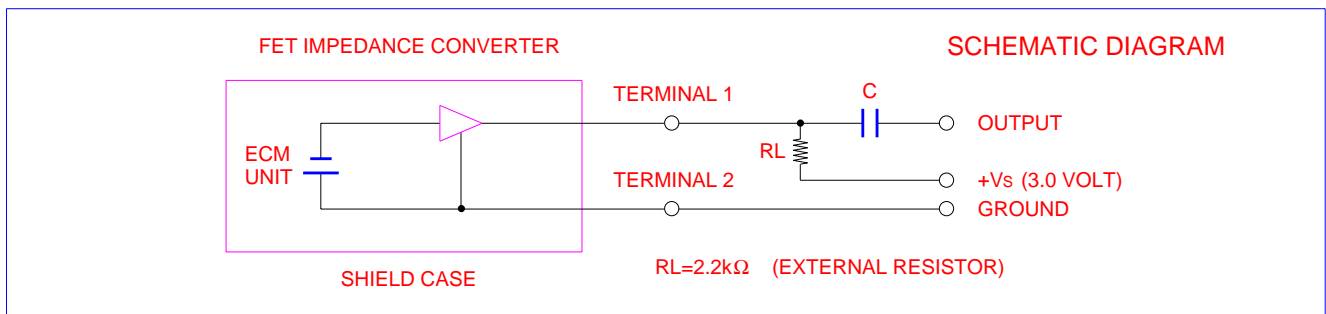 FET IMPEDANCE CONVERTER
SCHEMATIC DIAGRAM
TERMINAL 1
C
OUTPUT
ECM
UNIT
RL
TERMINAL 2
+Vs (3.0 VOLT)
GROUND
RL=2.2kΩ (EXTERNAL RESISTOR)
SHIELD CASE